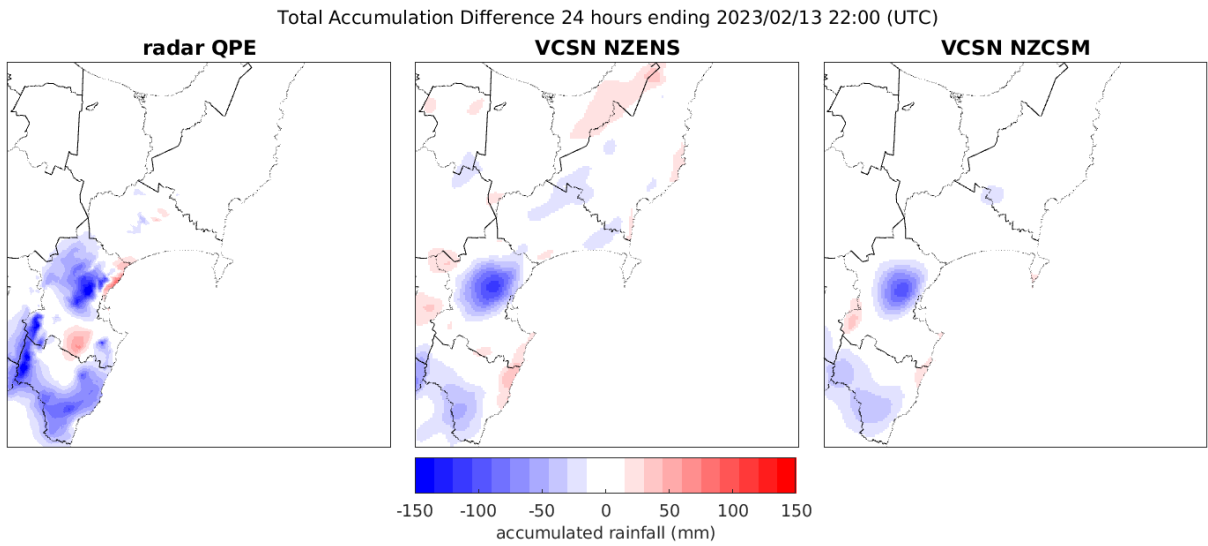 Total Accumulation Difference 24 hours ending 2023/02/13 22:00 (UTC)
radar QPE
VCSN NZENS
VCSN NZCSM
-150 -100 -50 0 50 100 150
accumulated rainfall (mm)